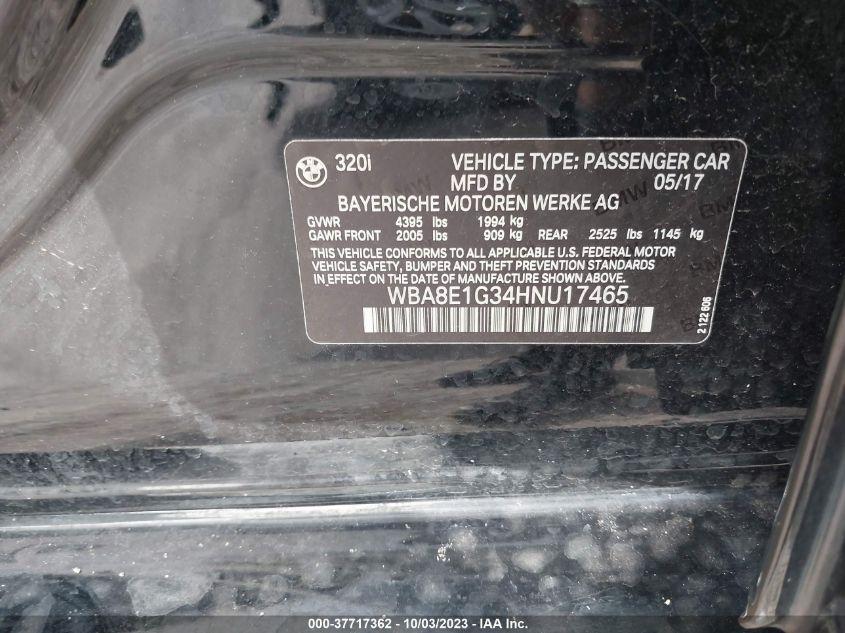 320i VEHICLE TYPE: PASSENGER CAR
MFD BY 05/17
BAYERISCHE MOTOREN WERKE AG
GVWR 4395 lbs 1994 kg
GAWR FRONT 2005 lbs 909 kg REAR 2525 lbs 1145 kg
THIS VEHICLE CONFORMS TO ALL APPLICABLE U.S. FEDERAL MOTOR
VEHICLE SAFETY, BUMPER AND THEFT PREVENTION STANDARDS
IN EFFECT ON THE DATE OF MANUFACTURE SHOWN ABOVE.
WBA8E1G34HNU17465
2 122 606
000-37717362 - 10/03/2023 - IAA Inc.